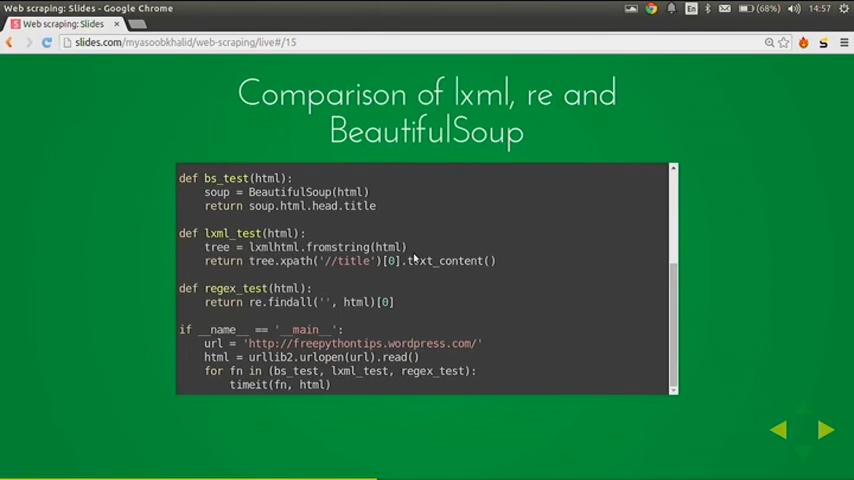 Web scraping: Slides - Google Chrome
En
(68%)
14:57
Web scraping: Slides
slides.com/myasoobkhalid/web-scraping/live#/15
Comparison of lxml, re and
BeautifulSoup
def bs_test(html):
soup = BeautifulSoup(html)
return soup.html.head.title
def lxml_test(html):
tree = lxmlhtml.fromstring(html)
return tree.xpath('//title')[0].text_content()
def regex_test(html):
return re.findall('', html)[0]
if __name__ == '__main__':
url = 'http://freepythontips.wordpress.com/'
html = urllib2.urlopen(url).read()
for fn in (bs_test, lxml_test, regex_test):
timeit(fn, html)